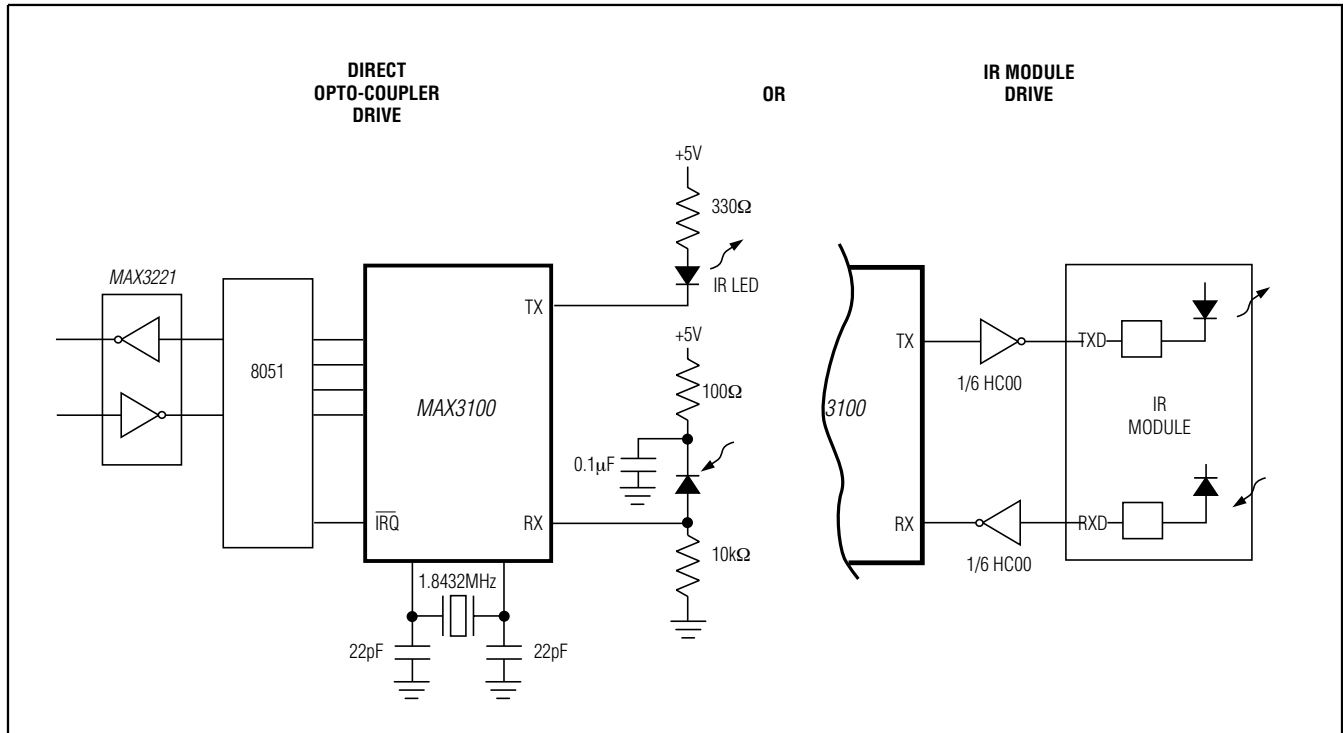 DIRECT
OPTO-COUPLER
DRIVE
OR
IR MODULE
DRIVE
+5V
330Ω
IR LED
MAX3221
8051
TX
MAX3100
IRQ
RX
+5V
100Ω
0.1µF
10kΩ
1.8432MHz
22pF
22pF
3100
TX
RX
1/6 HC00
1/6 HC00
TXD
IR
MODULE
RXD